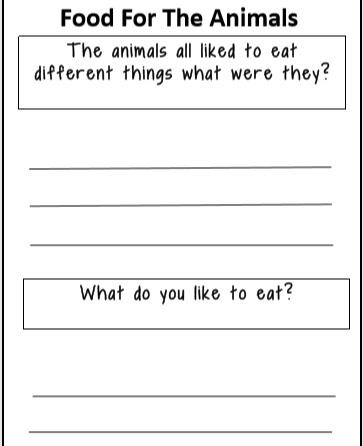 Food For The Animals
The animals all liked to eat
different things what were they?
What do you like to eat?